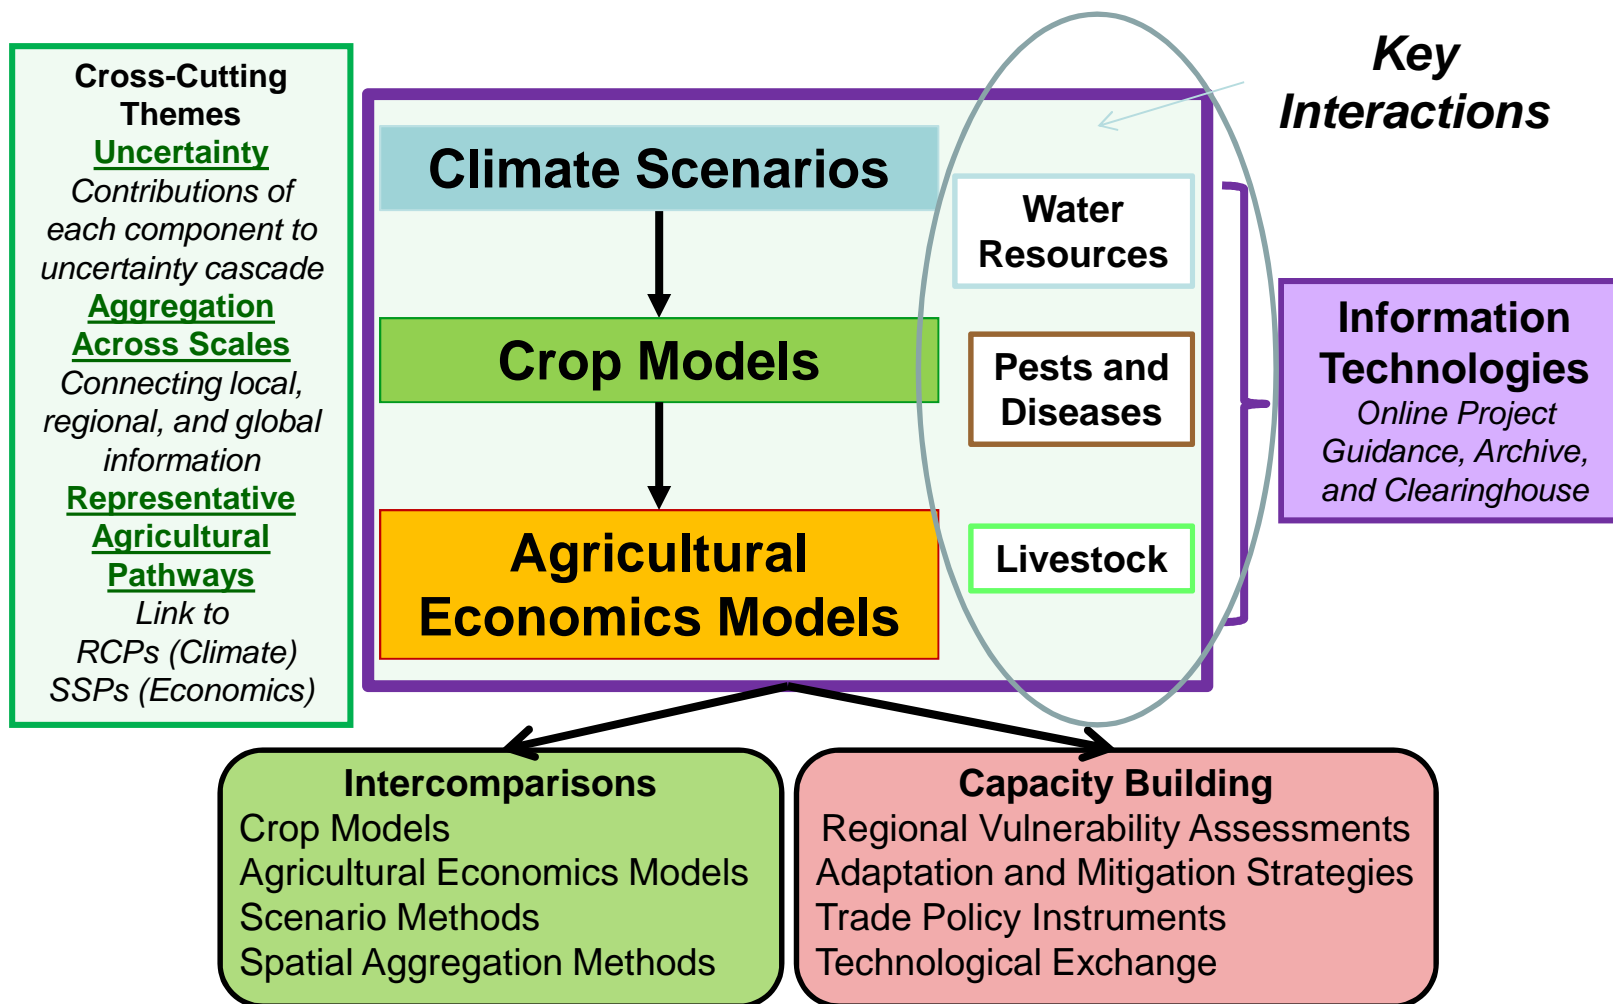 Cross-Cutting
Themes
Uncertainty
Contributions of
each component to
uncertainty cascade
Aggregation
Across Scales
Connecting local,
regional, and global
information
Representative
Agricultural
Pathways
Link to
RCPs (Climate)
SSPs (Economics)
Climate Scenarios
Crop Models
Agricultural
Economics Models
Key
Interactions
Water
Resources
Pests and
Diseases
Livestock
Information
Technologies
Online Project
Guidance, Archive,
and Clearinghouse
Intercomparisons
Crop Models
Agricultural Economics Models
Scenario Methods
Spatial Aggregation Methods
Capacity Building
Regional Vulnerability Assessments
Adaptation and Mitigation Strategies
Trade Policy Instruments
Technological Exchange